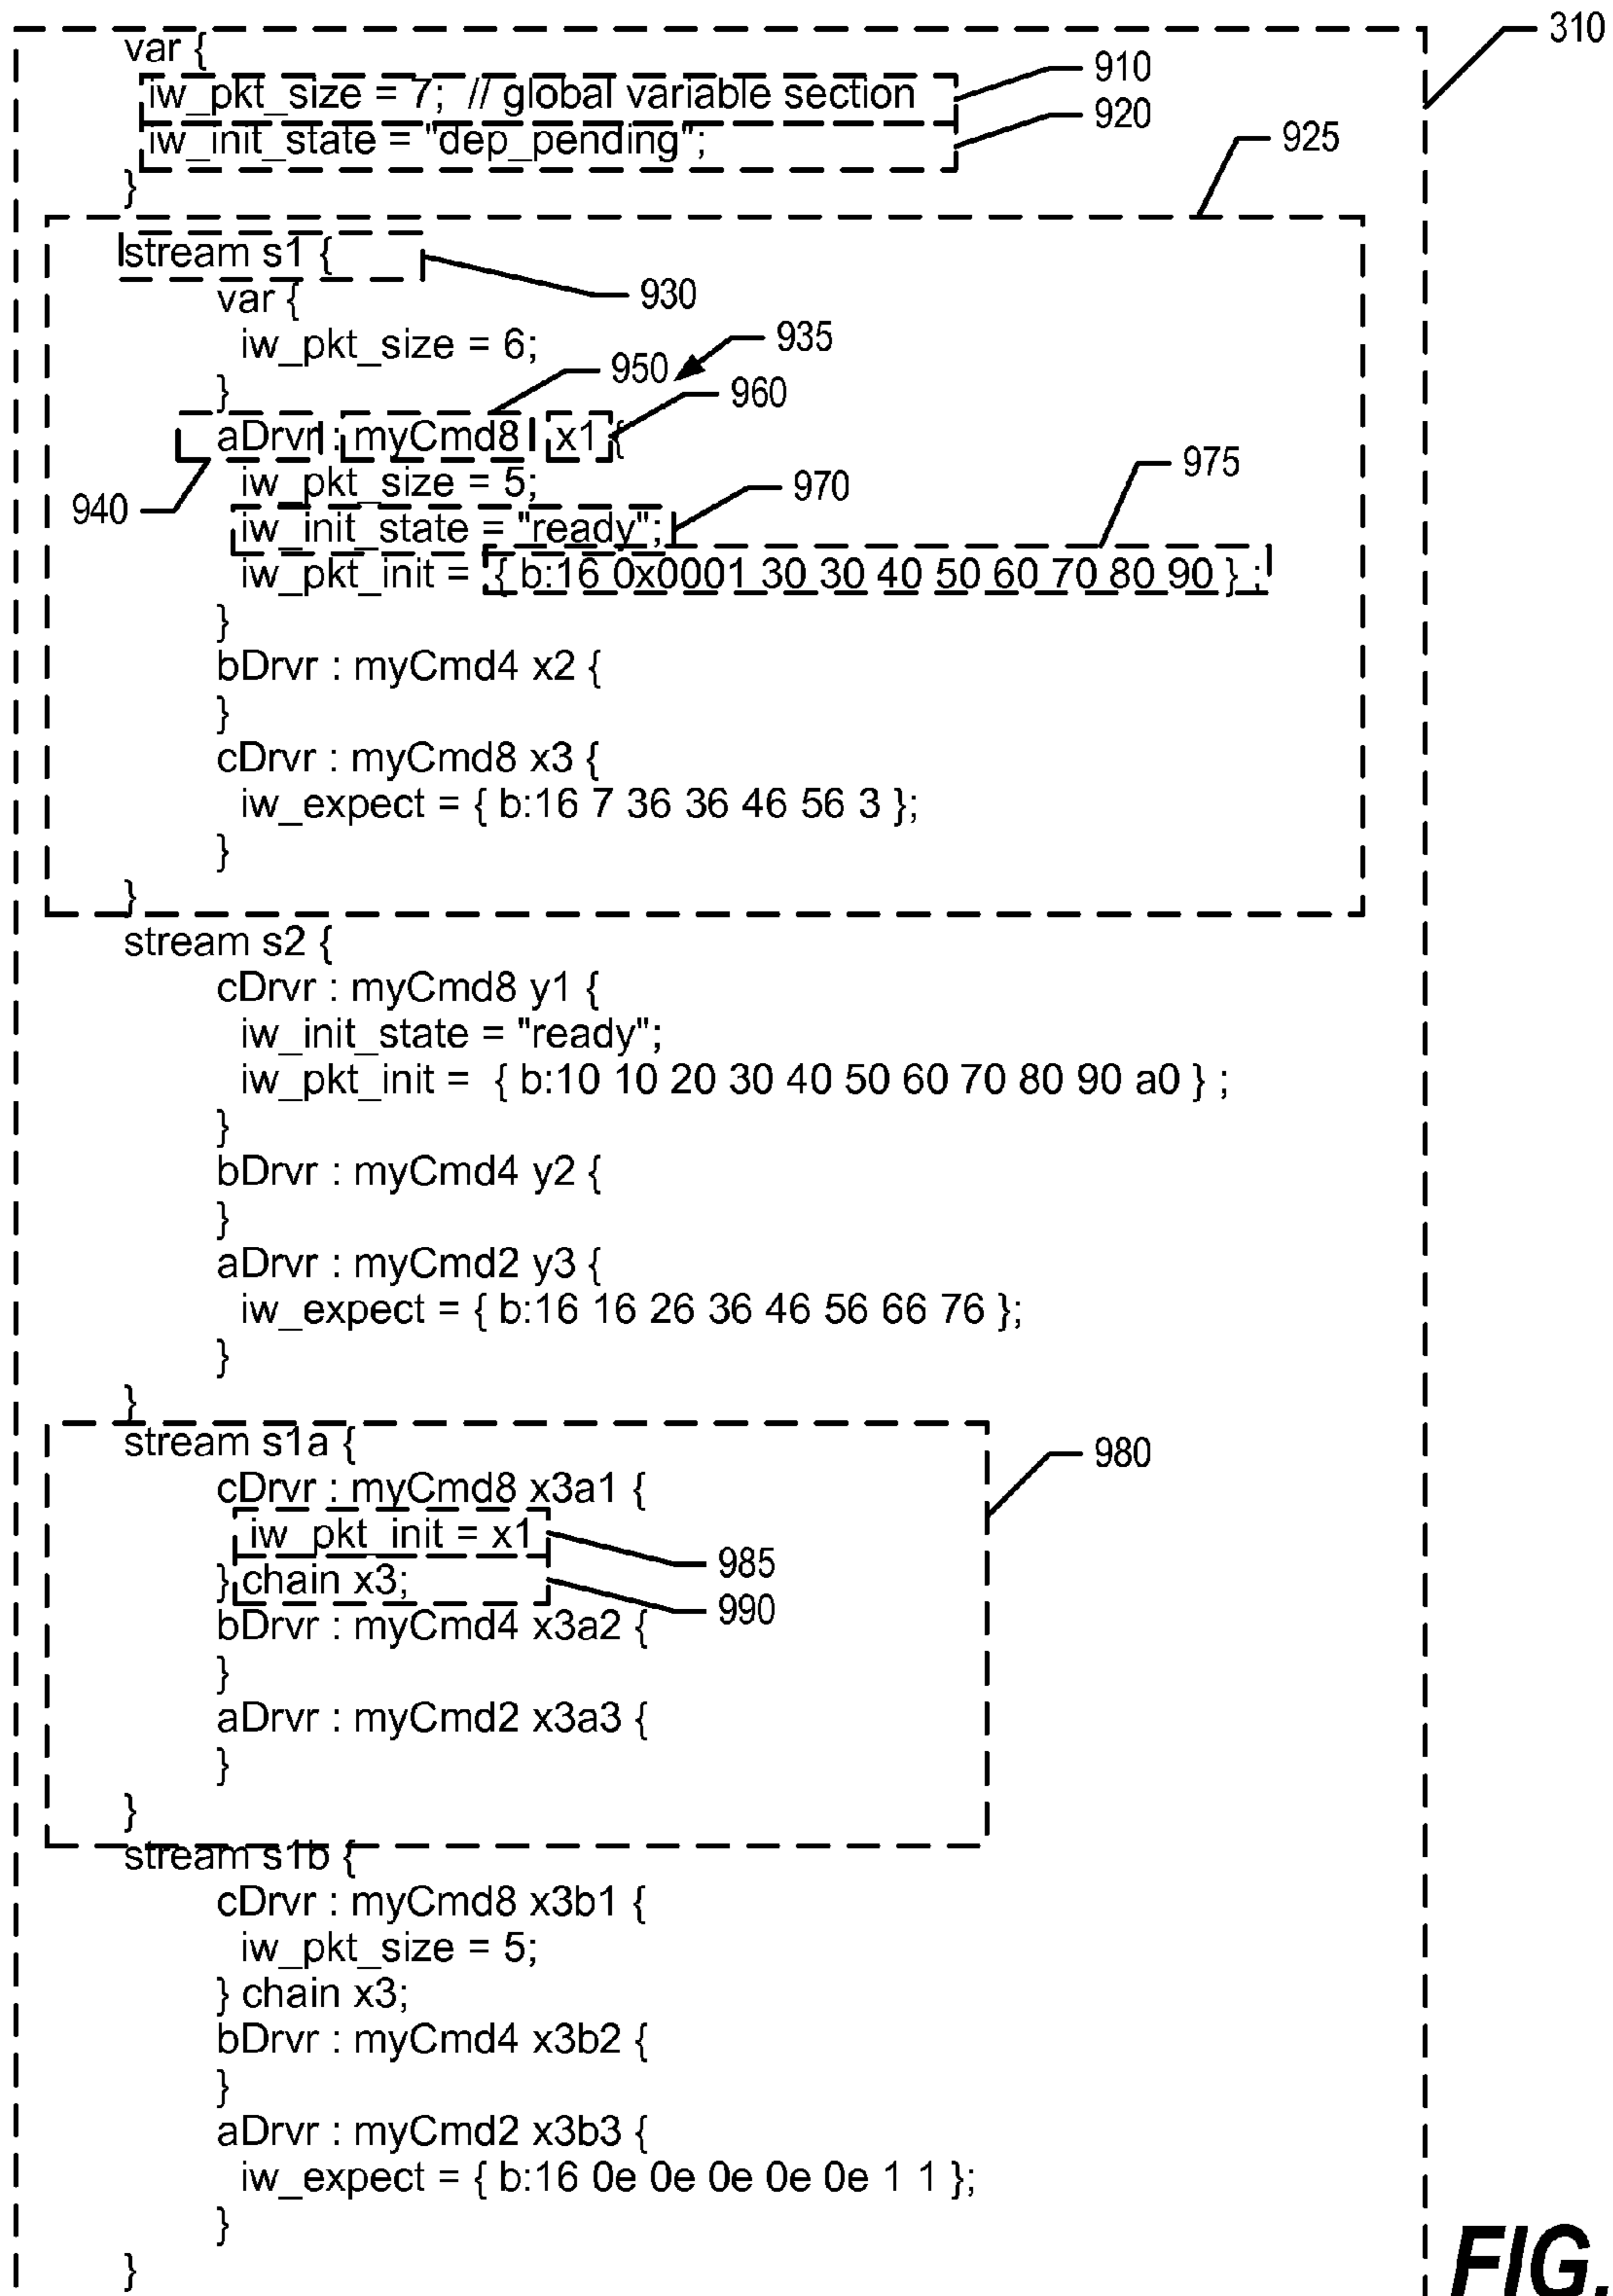 310
var {
iw_pkt_size = 7; // global variable section
910
iw_init_state = "dep_pending";
920
}
925
stream s1 {
930
var {
iw_pkt_size = 6;
935
950
}
960
aDrvr : myCmd8 x1 {
iw_pkt_size = 5;
975
970
940
iw_init_state = "ready";
iw_pkt_init = { b:16 0x0001 30 30 40 50 60 70 80 90 } ;
}
bDrvr : myCmd4 x2 {
}
cDrvr : myCmd8 x3 {
iw_expect = { b:16 7 36 36 46 56 3 };
}
}
stream s2 {
cDrvr : myCmd8 y1 {
iw_init_state = "ready";
iw_pkt_init = { b:10 10 20 30 40 50 60 70 80 90 a0 } ;
}
bDrvr : myCmd4 y2 {
}
aDrvr : myCmd2 y3 {
iw_expect = { b:16 16 26 36 46 56 66 76 };
}
}
stream s1a {
980
cDrvr : myCmd8 x3a1 {
iw_pkt_init = x1
985
} chain x3;
990
bDrvr : myCmd4 x3a2 {
}
aDrvr : myCmd2 x3a3 {
}
}
stream s1b {
cDrvr : myCmd8 x3b1 {
iw_pkt_size = 5;
} chain x3;
bDrvr : myCmd4 x3b2 {
}
aDrvr : myCmd2 x3b3 {
iw_expect = { b:16 0e 0e 0e 0e 0e 1 1 };
}
}
FIG.